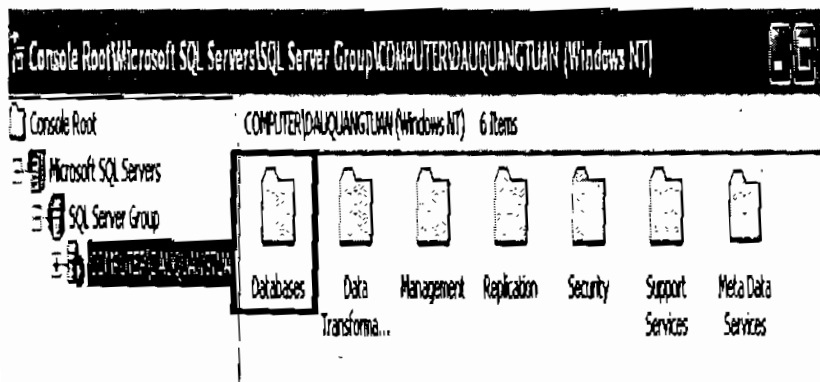 Console Root\Microsoft SQL Servers\SQL Server Group\COMPUTER\DAUQUANGTUAN (Windows NT)
Console Root
COMPUTER\DAUQUANGTUAN (Windows NT) 6 Items
Microsoft SQL Servers
SQL Server Group
Databases
Data Transforma...
Management
Replication
Security
Support Services
Meta Data Services